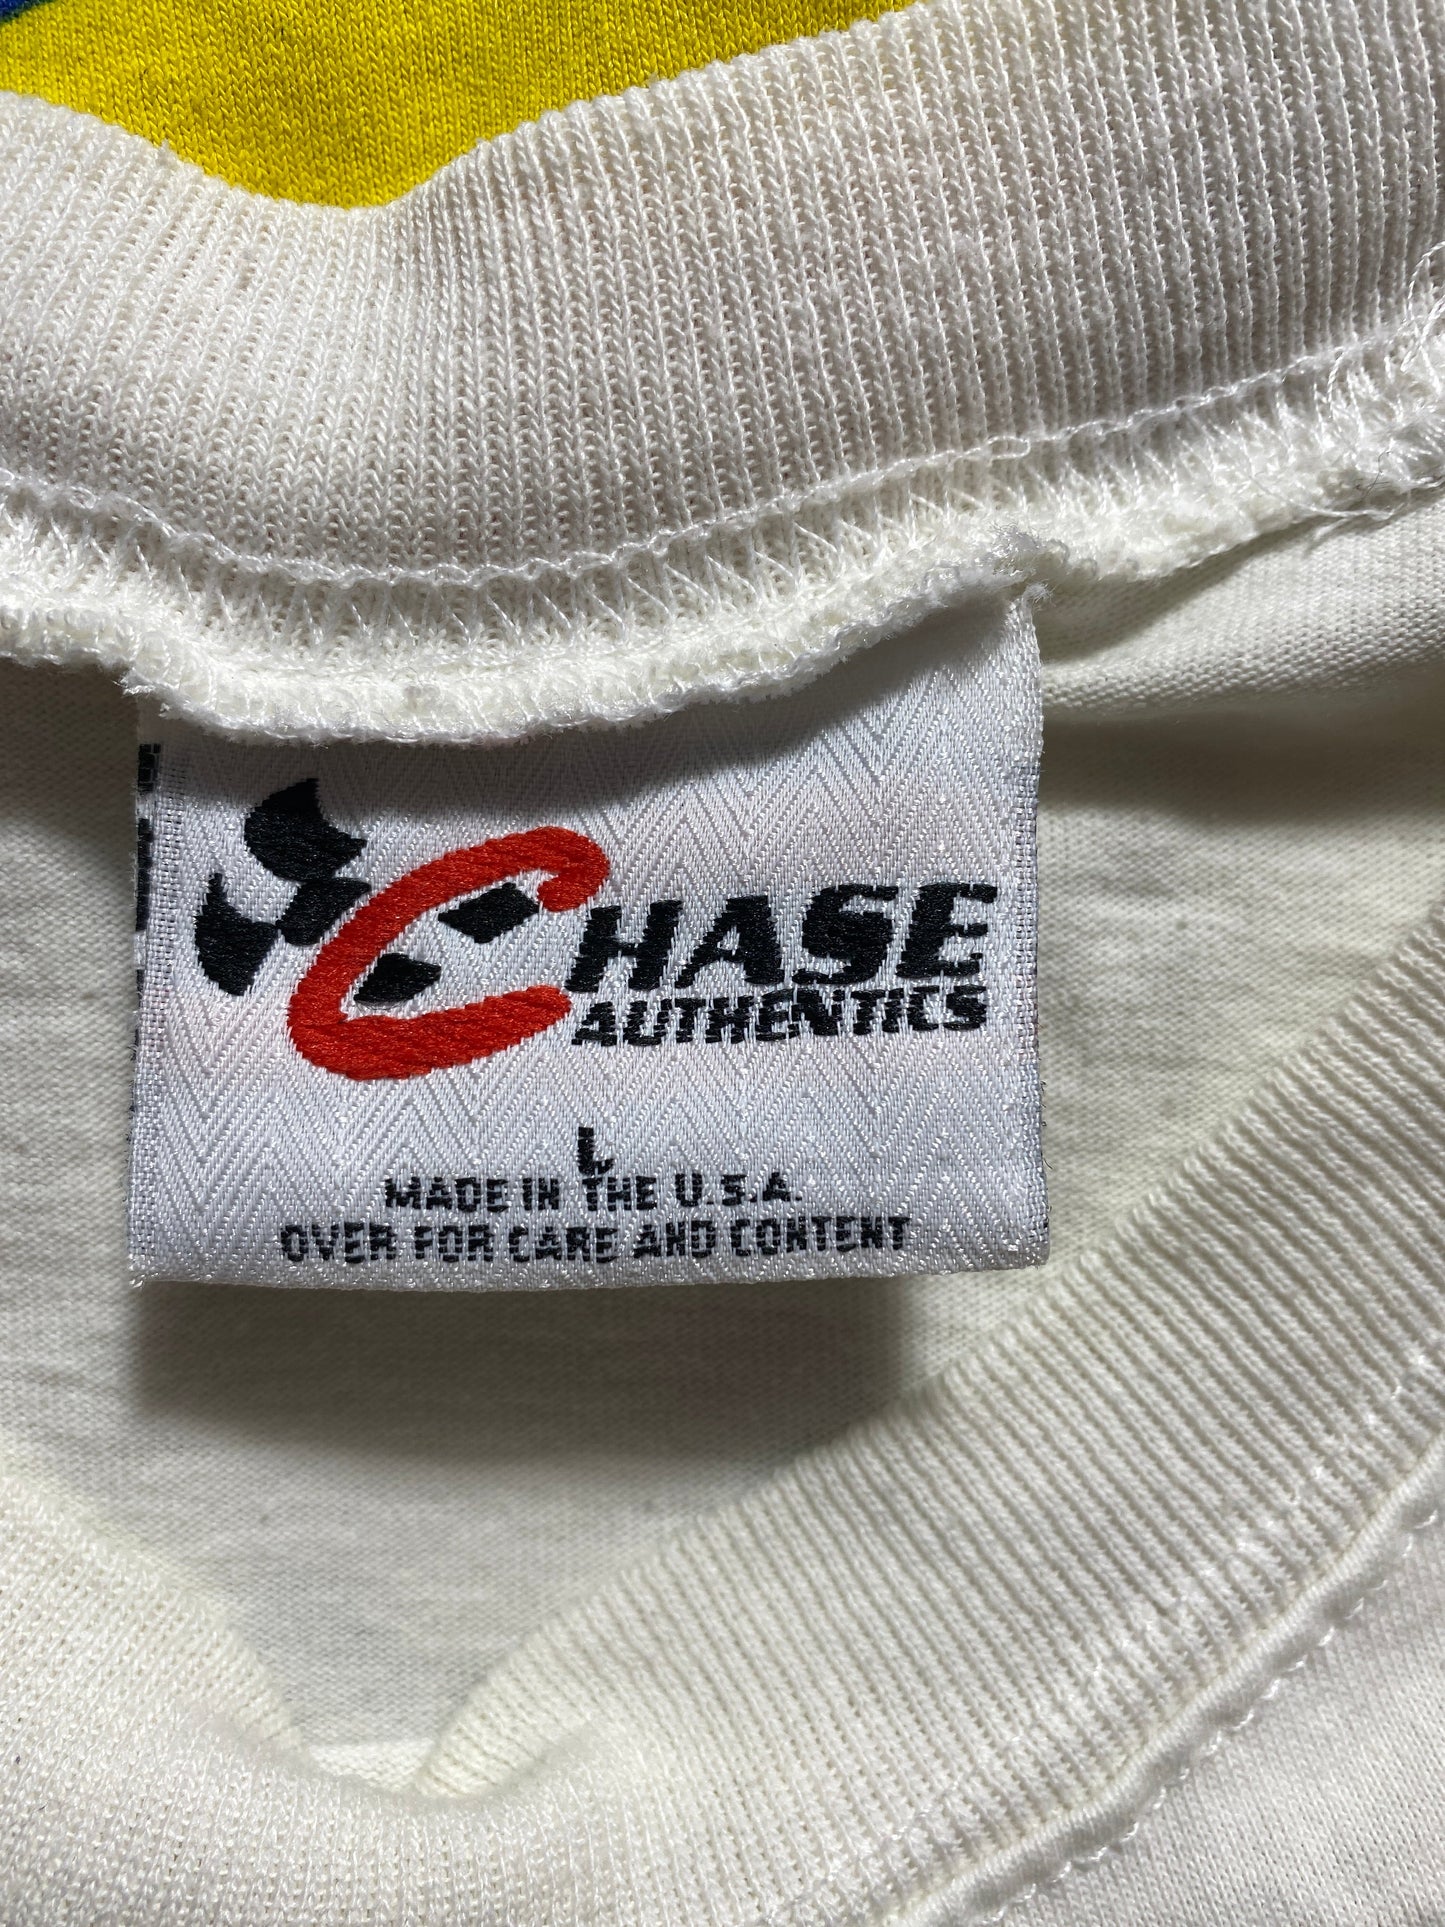 CHASE
AUTHENTICS
L
MADE IN THE U.S.A.
OVER FOR CARE AND CONTENT